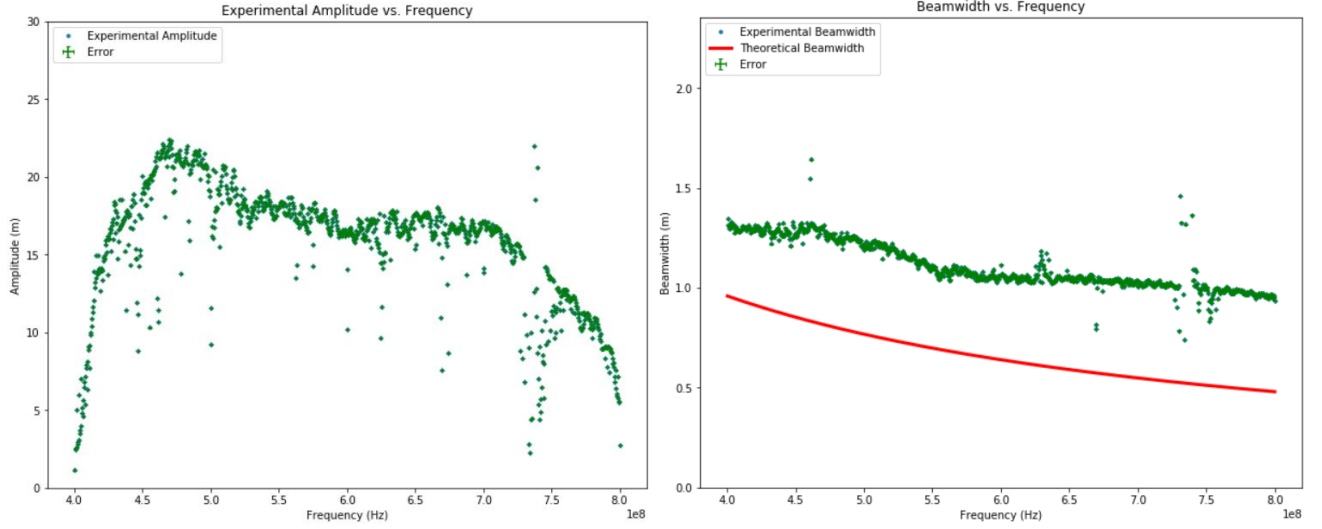 Experimental Amplitude vs. Frequency
30
25
20
15
10
5
0
Amplitude (m)
Experimental Amplitude
Error
4.0 4.5 5.0 5.5 6.0 6.5 7.0 7.5 8.0
1e8
Frequency (Hz)
Beamwidth vs. Frequency
2.0
1.5
1.0
0.5
0.0
Beamwidth (m)
Experimental Beamwidth
Theoretical Beamwidth
Error
4.0 4.5 5.0 5.5 6.0 6.5 7.0 7.5 8.0
1e8
Frequency (Hz)